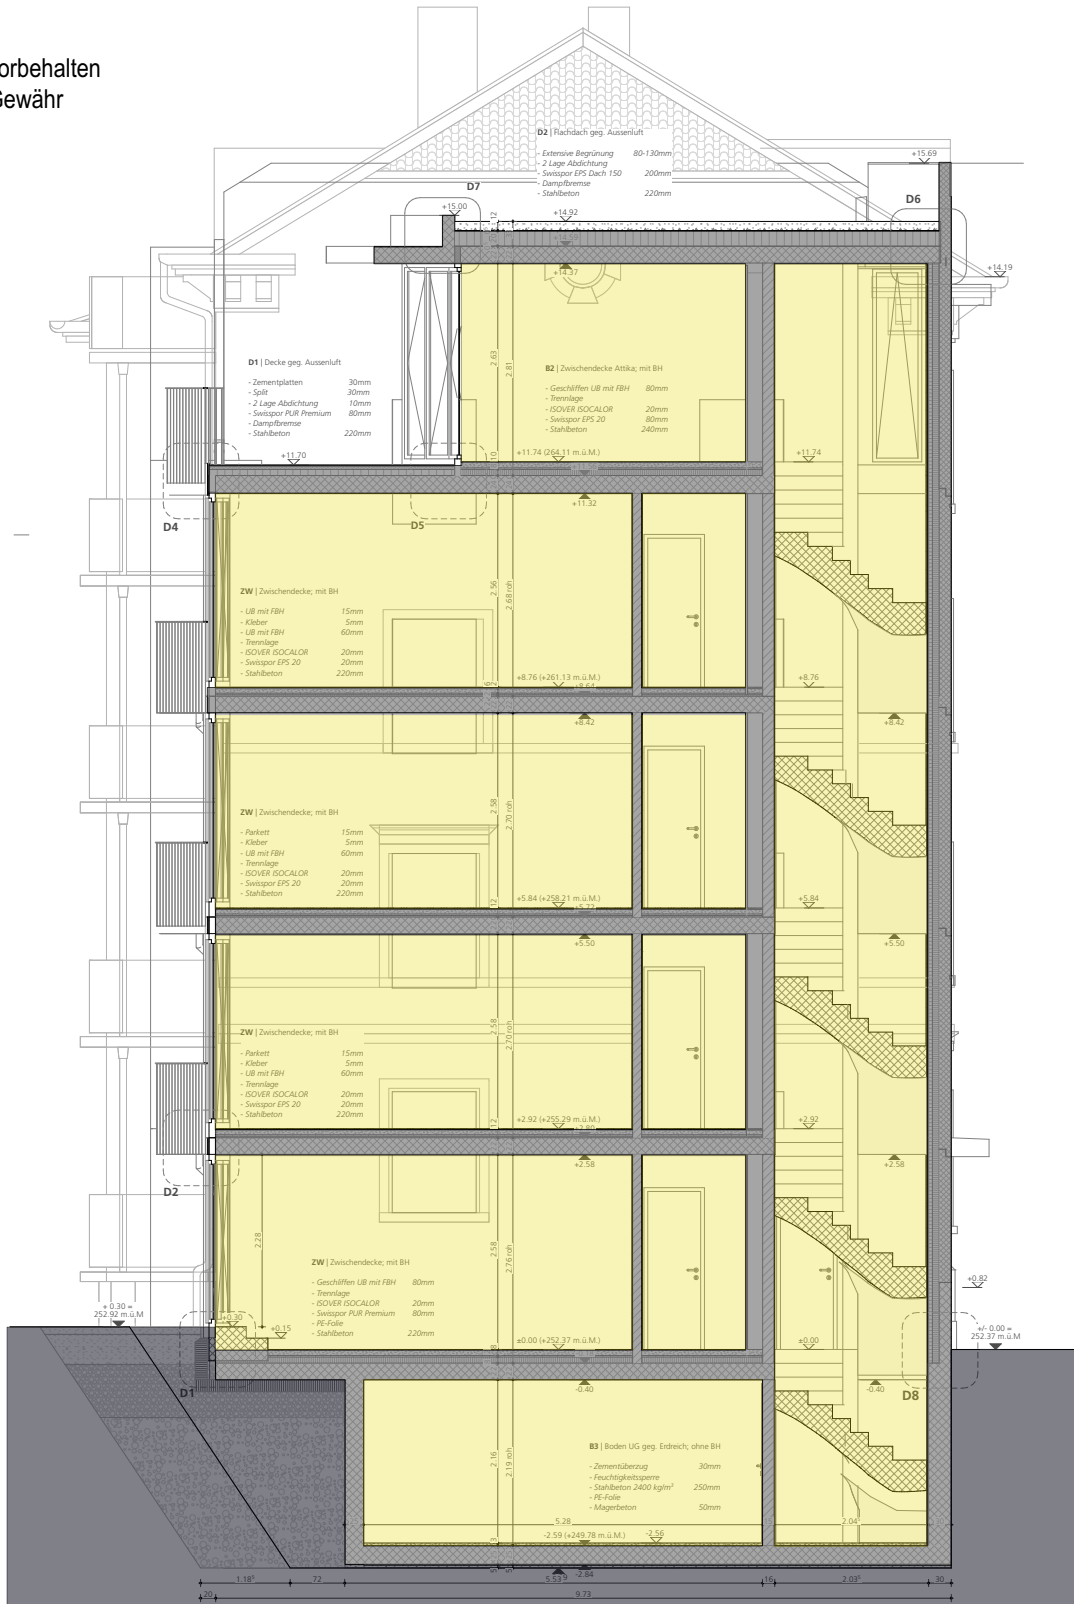 orbehalten
Gewähr
D2 | Flachdach geg. Aussenluft
- Extensive Begrünung 80-130mm
- 2 Lage Abdichtung
- Swisspor EPS Dach 150 200mm
- Dampfbremse
- Stahlbeton 220mm
+15.69
D7
D6
+15.00
+14.92
12
+14.37
+14.19
2.63
2.81
D1 | Decke geg. Aussenluft
- Zementplatten 30mm
- Split 30mm
- 2 Lage Abdichtung 10mm
- Swisspor PUR Premium 80mm
- Dampfbremse
- Stahlbeton 220mm
B2 | Zwischendecke Attika; mit BH
- Geschliffen UB mit FBH 80mm
- Trennlage
- ISOVER ISOCALOR 20mm
- Swisspor EPS 20 80mm
- Stahlbeton 240mm
+11.70
10
+11.74 (264.11 m.ü.M.)
+11.74
+11.32
D4
D5
2.56
2.68 roh
ZW | Zwischendecke; mit BH
- UB mit FBH 15mm
- Kleber 5mm
- UB mit FBH 60mm
- Trennlage
- ISOVER ISOCALOR 20mm
- Swisspor EPS 20 20mm
- Stahlbeton 220mm
+8.76 (+261.13 m.ü.M.)
+8.64
+8.76
+8.42
+8.42
2.58
2.70 roh
ZW | Zwischendecke; mit BH
- Parkett 15mm
- Kleber 5mm
- UB mit FBH 60mm
- Trennlage
- ISOVER ISOCALOR 20mm
- Swisspor EPS 20 20mm
- Stahlbeton 220mm
12
+5.84 (+258.21 m.ü.M.)
+5.72
+5.84
+5.50
+5.50
2.58
2.70 roh
ZW | Zwischendecke; mit BH
- Parkett 15mm
- Kleber 5mm
- UB mit FBH 60mm
- Trennlage
- ISOVER ISOCALOR 20mm
- Swisspor EPS 20 20mm
- Stahlbeton 220mm
12
+2.92 (+255.29 m.ü.M.)
+2.80
+2.92
+2.58
+2.58
D2
2.28
2.58
2.76 roh
ZW | Zwischendecke; mit BH
- Geschliffen UB mit FBH 80mm
- Trennlage
- ISOVER ISOCALOR 20mm
- Swisspor PUR Premium 80mm
- PE-Folie
- Stahlbeton 220mm
+0.82
+ 0.30 =
252.92 m.ü.M
+0.30
+0.15
+/- 0.00 =
252.37 m.ü.M
±0.00 (+252.37 m.ü.M.)
±0.00
-0.40
-0.40
D1
D8
2.16
2.19 roh
B3 | Boden UG geg. Erdreich; ohne BH
- Zementüberzug 30mm
- Feuchtigkeitssperre
- Stahlbeton 2400 kg/m³ 250mm
- PE-Folie
- Magerbeton 50mm
5.28
2.04
-2.59 (+249.78 m.ü.M.)
-2.56
-2.84
1.18⁵
72
5.53⁹
16
2.03⁵
30
20
9.73